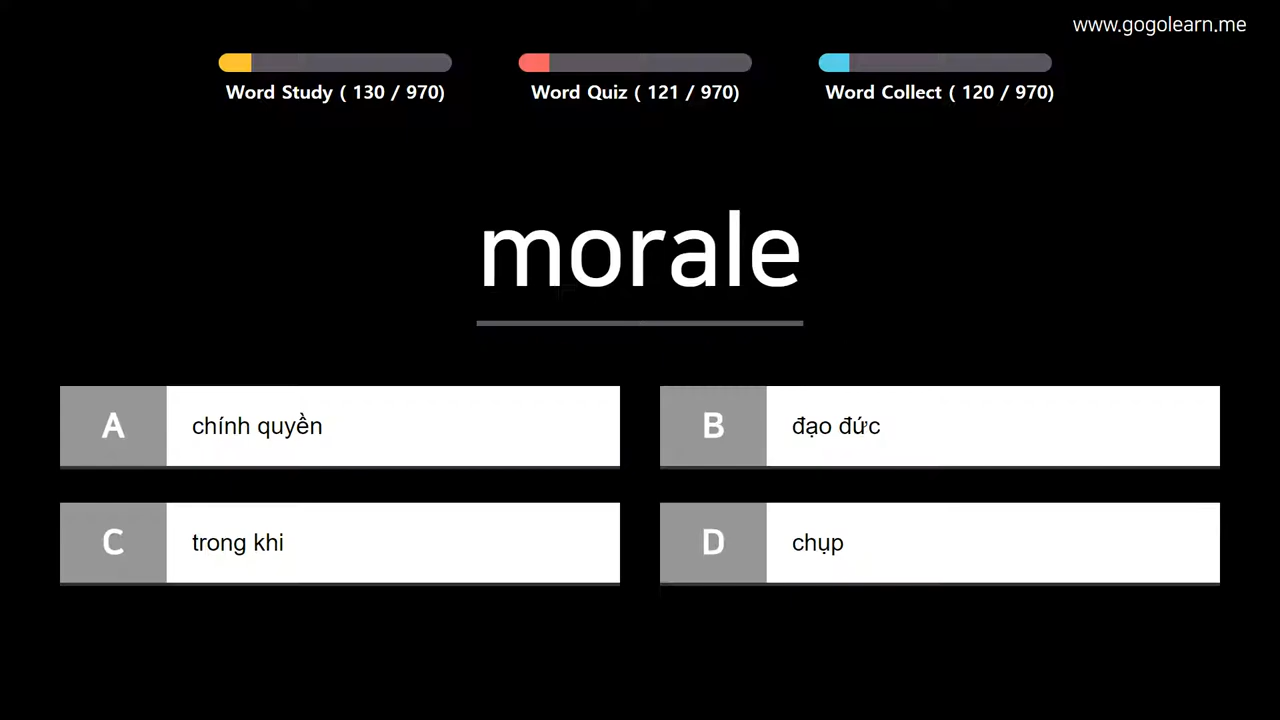 www.gogolearn.me
Word Study ( 130 / 970)
Word Quiz ( 121 / 970)
Word Collect ( 120 / 970)
morale
A chính quyền
B đạo đức
C trong khi
D chụp